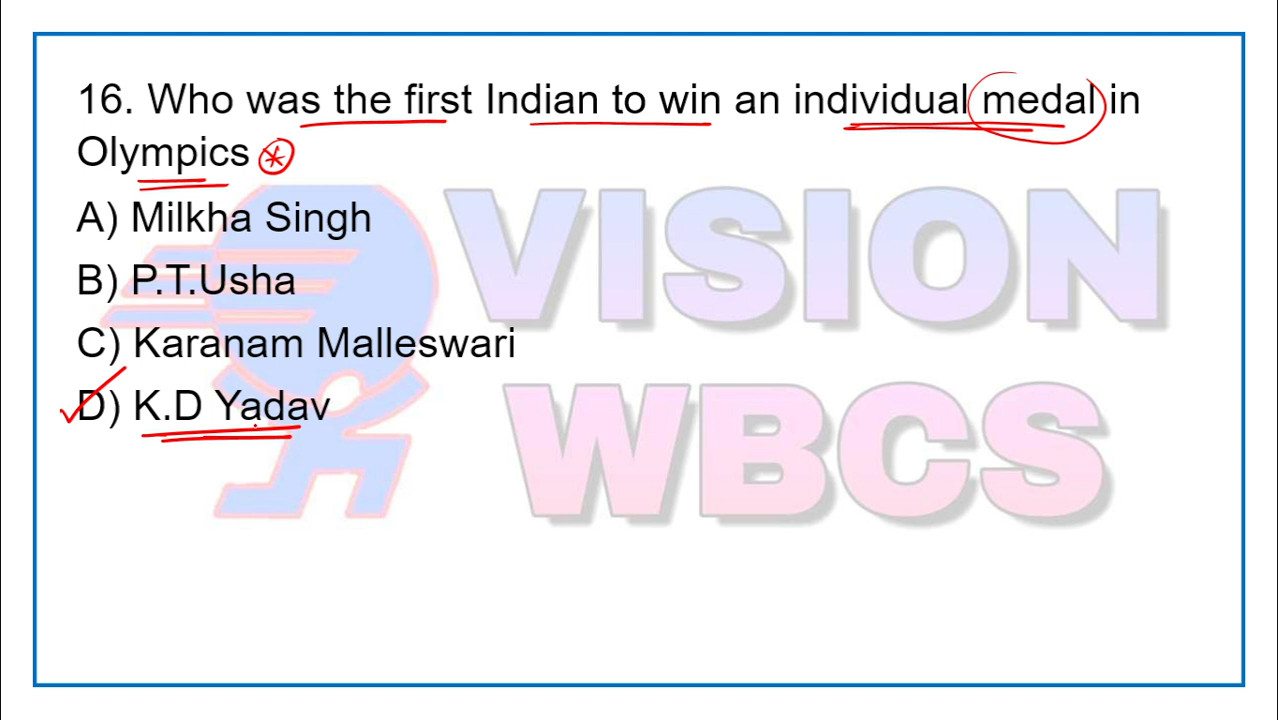 16. Who was the first Indian to win an individual medal in
Olympics
A) Milkha Singh
B) P.T.Usha
C) Karanam Malleswari
D) K.D Yadav
VISION
WBCS